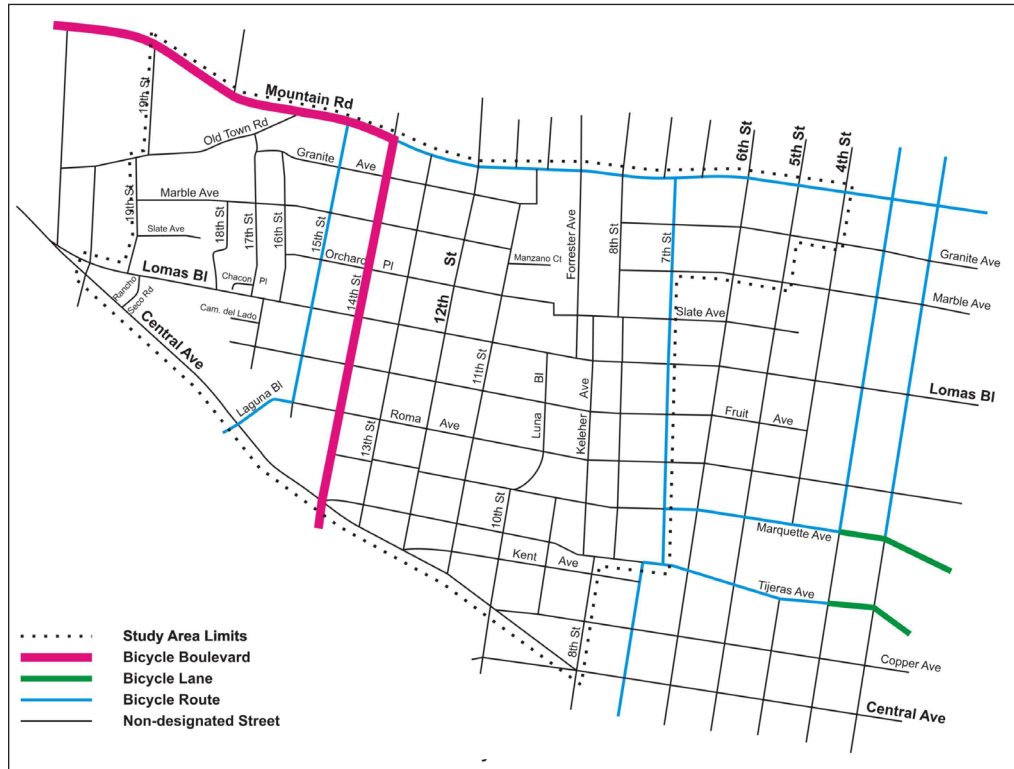 Mountain Rd
19th St
Old Town Rd
6th St
5th St
4th St
Granite Ave
Marble Ave
19th St
18th St
17th St
16th St
15th St
Slate Ave
Forrester Ave
8th St
7th St
Granite Ave
Orchard Pl
Manzano Ct
12th St
14th St
Lomas Bl
Chacon Pl
Rancho
Seco Rd
Marble Ave
Cam. del Lado
Slate Ave
Central Ave
11th St
Luna Bl
Keleher Ave
Lomas Bl
Laguna Bl
Roma Ave
Fruit Ave
13th St
10th St
Marquette Ave
Kent Ave
Tijeras Ave
8th St
Copper Ave
Central Ave
Study Area Limits
Bicycle Boulevard
Bicycle Lane
Bicycle Route
Non-designated Street